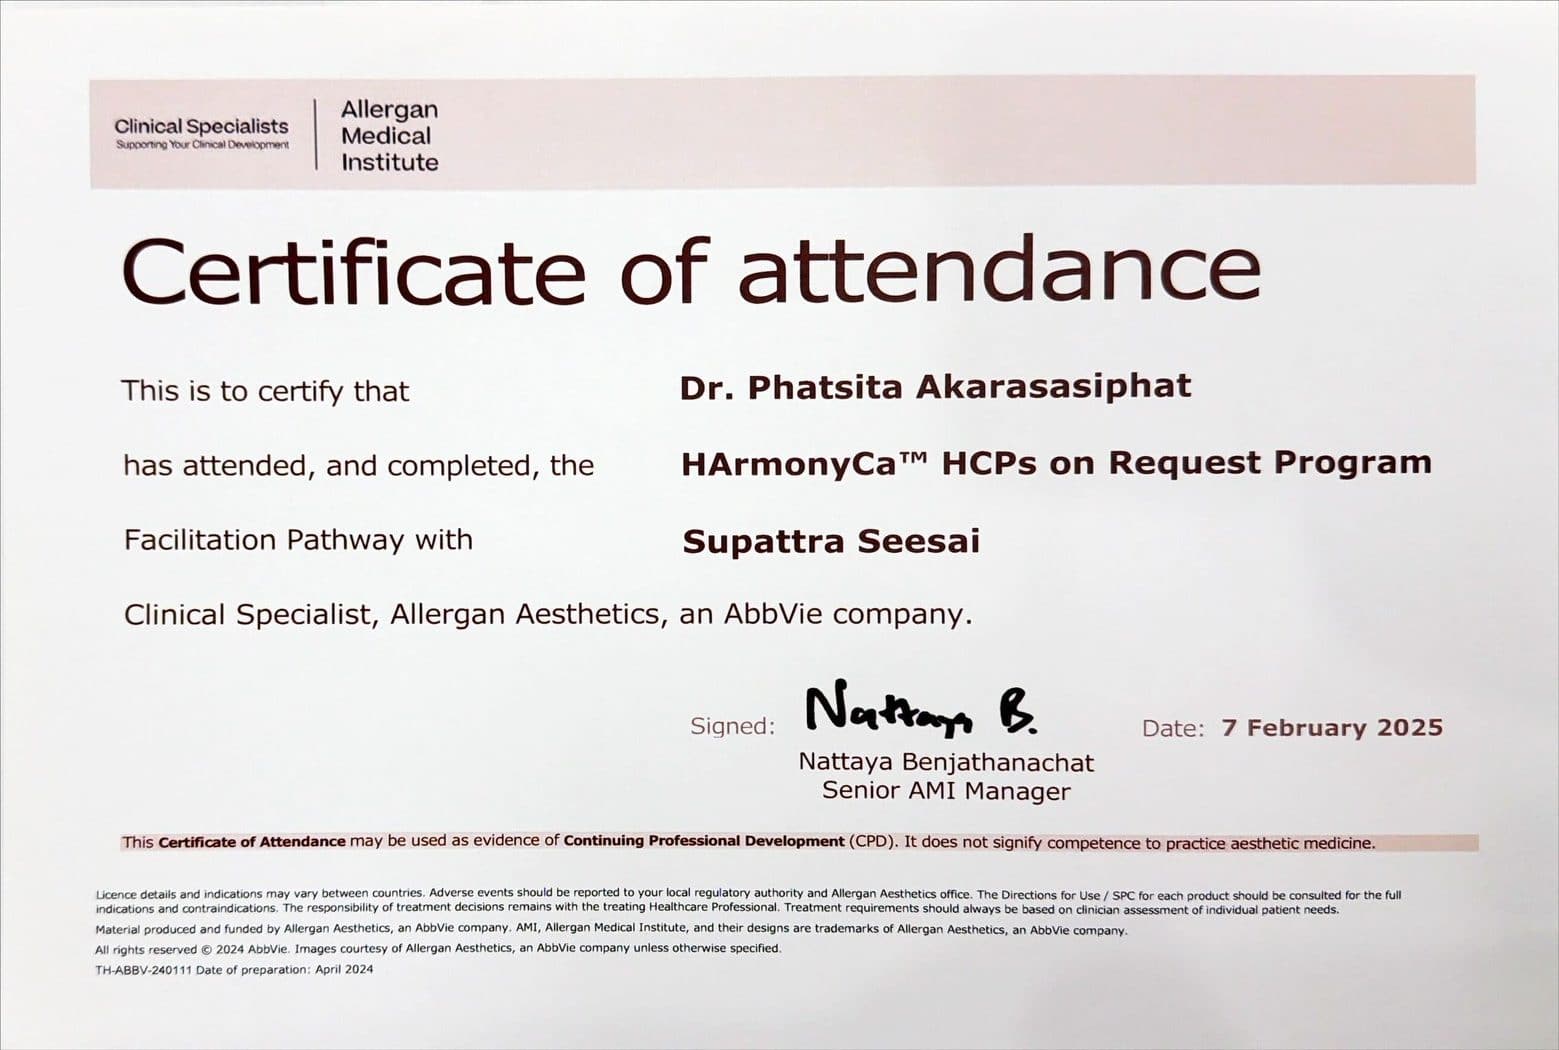 Clinical Specialists
Supporting Your Clinical Development
Allergan
Medical
Institute
Certificate of attendance
This is to certify that Dr. Phatsita Akarasasiphat
has attended, and completed, the HArmonyCa™ HCPs on Request Program
Facilitation Pathway with Supattra Seesai
Clinical Specialist, Allergan Aesthetics, an AbbVie company.
Signed: Nattaya B. Date: 7 February 2025
Nattaya Benjathanachat
Senior AMI Manager
This Certificate of Attendance may be used as evidence of Continuing Professional Development (CPD). It does not signify competence to practice aesthetic medicine.
Licence details and indications may vary between countries. Adverse events should be reported to your local regulatory authority and Allergan Aesthetics office. The Directions for Use / SPC for each product should be consulted for the full
indications and contraindications. The responsibility of treatment decisions remains with the treating Healthcare Professional. Treatment requirements should always be based on clinician assessment of individual patient needs.
Material produced and funded by Allergan Aesthetics, an AbbVie company. AMI, Allergan Medical Institute, and their designs are trademarks of Allergan Aesthetics, an AbbVie company.
All rights reserved © 2024 AbbVie. Images courtesy of Allergan Aesthetics, an AbbVie company unless otherwise specified.
TH-ABBV-240111 Date of preparation: April 2024